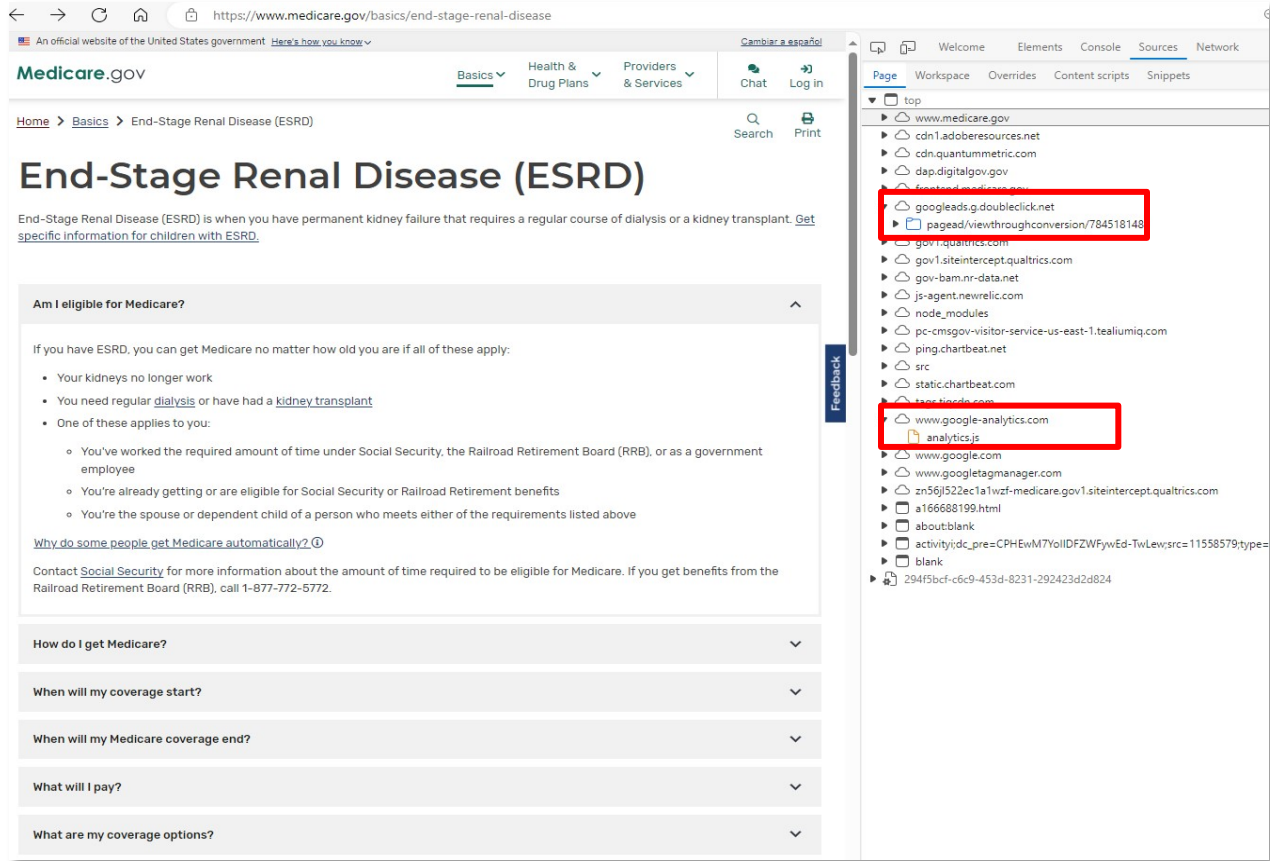 https://www.medicare.gov/basics/end-stage-renal-disease
An official website of the United States government Here's how you know
Cambiar a español
Medicare.gov
Basics
Health & Drug Plans
Providers & Services
Chat
Log in
Home > Basics > End-Stage Renal Disease (ESRD)
Search
Print
End-Stage Renal Disease (ESRD)
End-Stage Renal Disease (ESRD) is when you have permanent kidney failure that requires a regular course of dialysis or a kidney transplant. Get
specific information for children with ESRD.
Am I eligible for Medicare?
If you have ESRD, you can get Medicare no matter how old you are if all of these apply:
• Your kidneys no longer work
• You need regular dialysis or have had a kidney transplant
• One of these applies to you:
You've worked the required amount of time under Social Security, the Railroad Retirement Board (RRB), or as a government
employee
You're already getting or are eligible for Social Security or Railroad Retirement benefits
You're the spouse or dependent child of a person who meets either of the requirements listed above
Why do some people get Medicare automatically?
Contact Social Security for more information about the amount of time required to be eligible for Medicare. If you get benefits from the
Railroad Retirement Board (RRB), call 1-877-772-5772.
How do I get Medicare?
When will my coverage start?
When will my Medicare coverage end?
What will I pay?
What are my coverage options?
Feedback
Welcome Elements Console Sources Network
Page Workspace Overrides Content scripts Snippets
top
www.medicare.gov
cdn1.adoberesources.net
cdn.quantummetric.com
dap.digitalgov.gov
frontend.medicare.gov
googleads.g.doubleclick.net
pagead/viewthroughconversion/784518148
gov1.qualtrics.com
gov1.siteintercept.qualtrics.com
gov-bam.nr-data.net
js-agent.newrelic.com
node_modules
pc-cmsgov-visitor-service-us-east-1.tealiumiq.com
ping.chartbeat.net
src
static.chartbeat.com
tags.tiqcdn.com
www.google-analytics.com
analytics.js
www.google.com
www.googletagmanager.com
zn56jl522ec1a1wzf-medicare.gov1.siteintercept.qualtrics.com
a166688199.html
about:blank
activityi;dc_pre=CPHEwM7YoIIDFZWFywEd-TwLew;src=11558579;type=
blank
294f5bcf-c6c9-453d-8231-292423d2d824